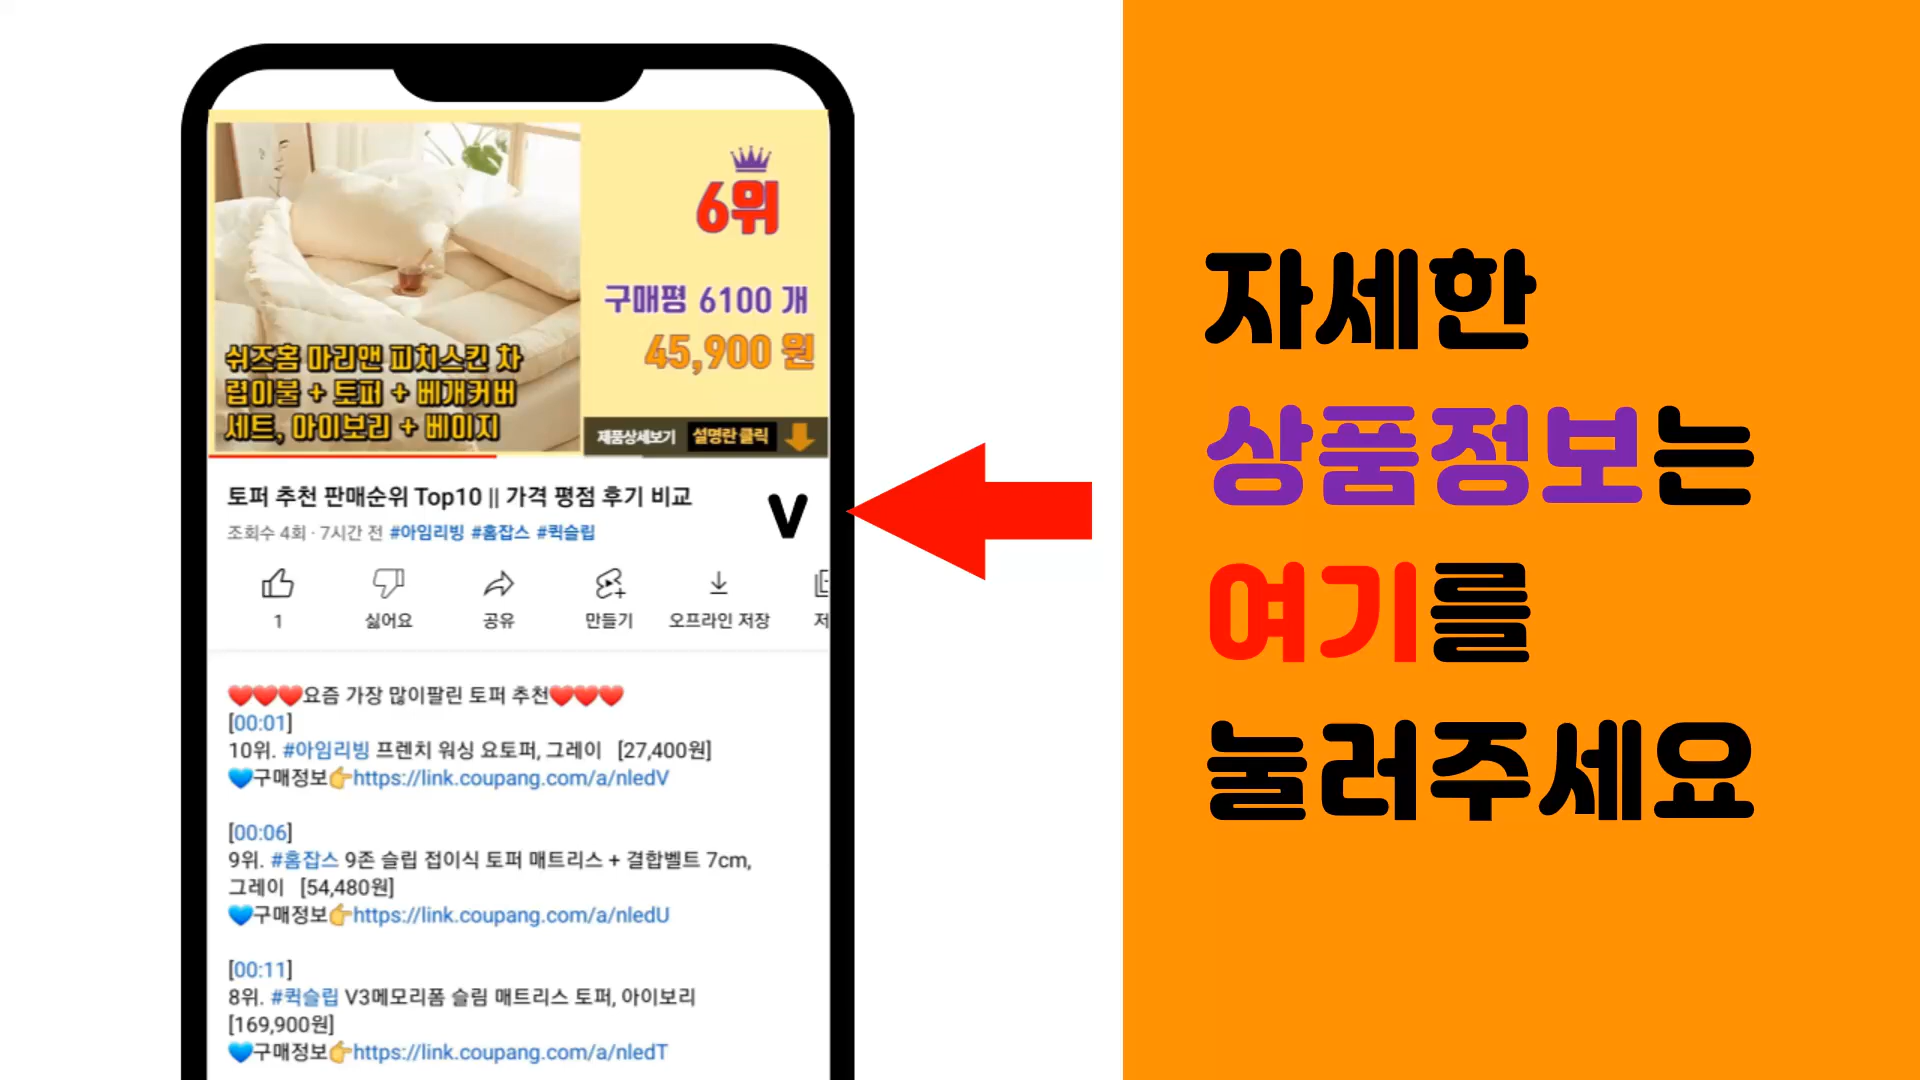 6위
구매평 6100 개
45,900 원
쉬즈홈 마리앤 피치스킨 차
렵이불 + 토퍼 + 베개커버
세트, 아이보리 + 베이지
제품상세보기 설명란 클릭
토퍼 추천 판매순위 Top10 || 가격 평점 후기 비교
V
조회수 4회 · 7시간 전 #아임리빙 #홈잡스 #퀵슬립
1 싫어요 공유 만들기 오프라인 저장 저
❤️❤️❤️요즘 가장 많이팔린 토퍼 추천❤️❤️❤️
[00:01]
10위. #아임리빙 프렌치 워싱 요토퍼, 그레이 [27,400원]
💙구매정보👉https://link.coupang.com/a/nledV
[00:06]
9위. #홈잡스 9존 슬립 접이식 토퍼 매트리스 + 결합벨트 7cm,
그레이 [54,480원]
💙구매정보👉https://link.coupang.com/a/nledU
[00:11]
8위. #퀵슬립 V3메모리폼 슬림 매트리스 토퍼, 아이보리
[169,900원]
💙구매정보👉https://link.coupang.com/a/nledT
자세한
상품정보는
여기를
눌러주세요